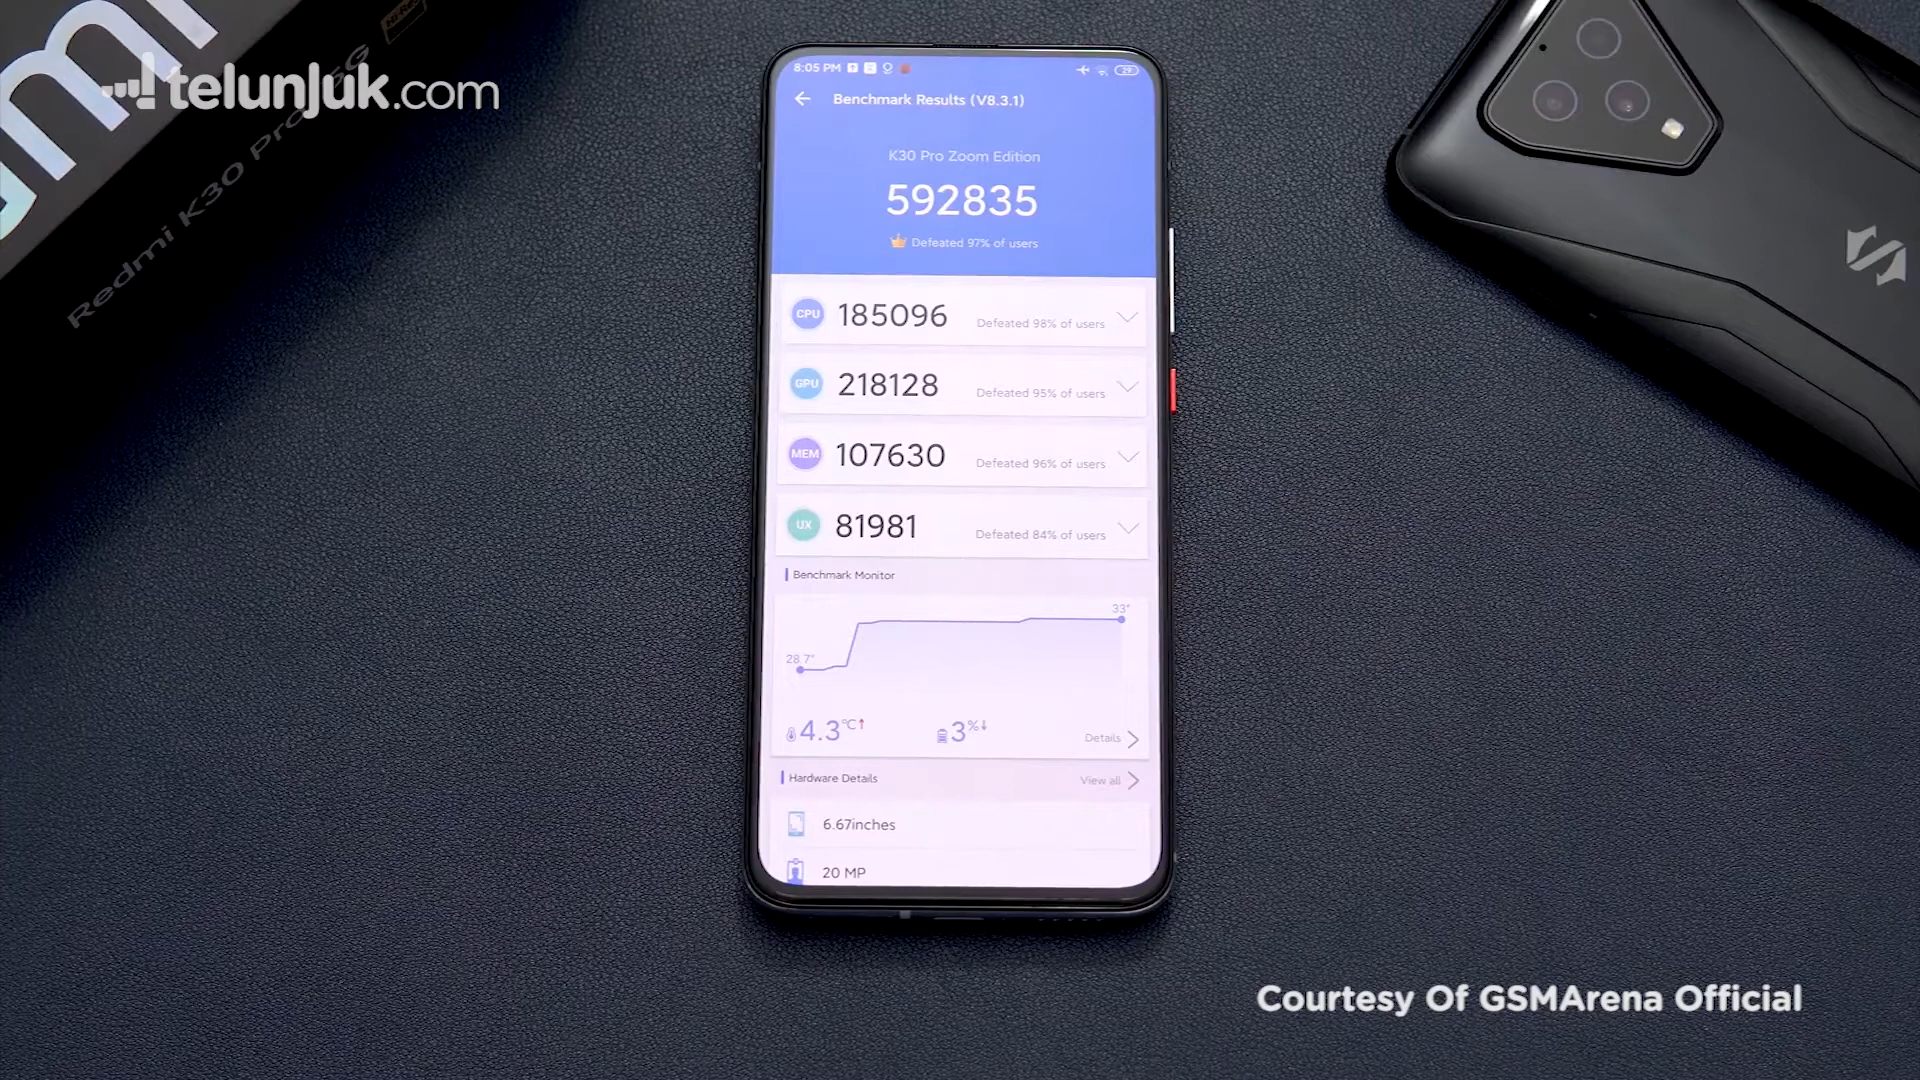 mi
telunjuk.com
Redmi K30 Pro 5G
8:05 PM
29
Benchmark Results (V8.3.1)
K30 Pro Zoom Edition
592835
Defeated 97% of users
CPU 185096 Defeated 98% of users
GPU 218128 Defeated 95% of users
MEM 107630 Defeated 96% of users
UX 81981 Defeated 84% of users
Benchmark Monitor
33°
28.7°
4.3°C↑ 3%↓ Details
Hardware Details View all
6.67inches
20 MP
Courtesy Of GSMArena Official